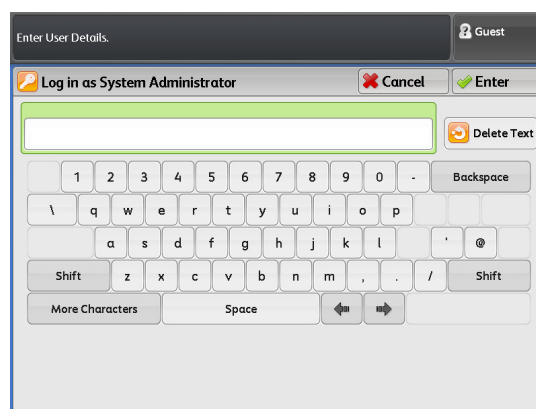 Enter User Details.
Guest
Log in as System Administrator
Cancel
Enter
Delete Text
1 2 3 4 5 6 7 8 9 0 - Backspace
\ q w e r t y u i o p
a s d f g h j k l ' @
Shift z x c v b n m , . / Shift
More Characters Space